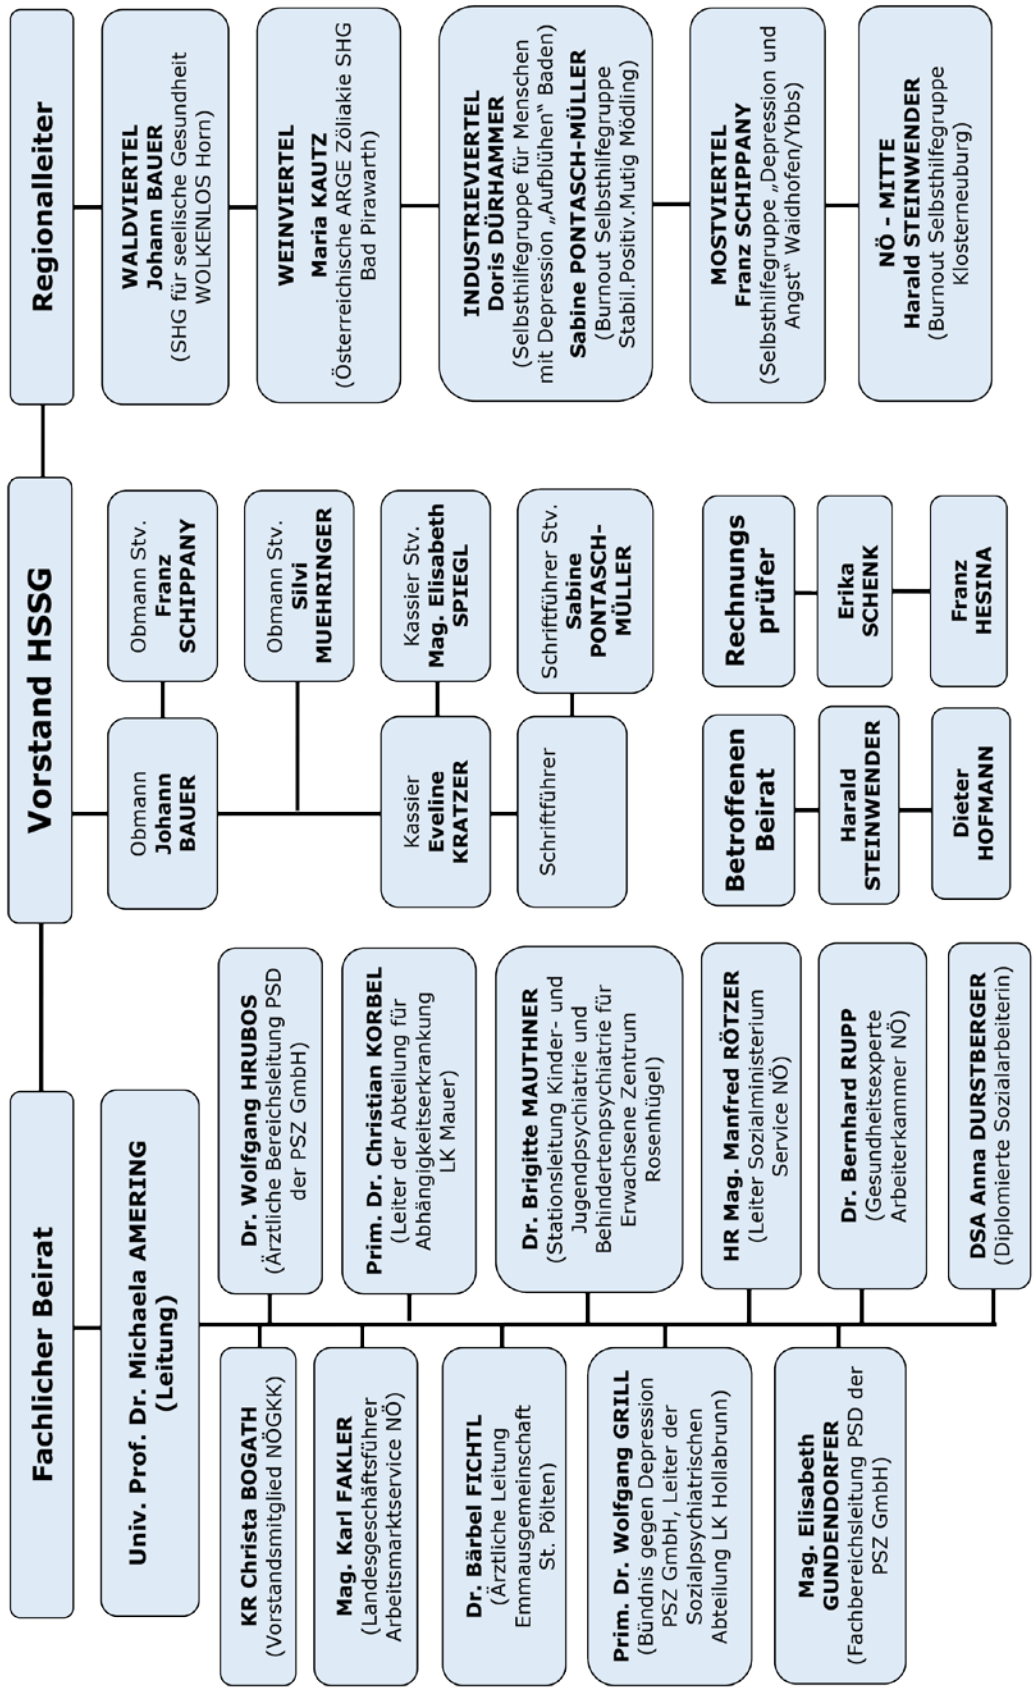 Fachlicher Beirat
Univ. Prof. Dr. Michaela AMERING
(Leitung)
KR Christa BOGATH
(Vorstandsmitglied NÖGKK)
Mag. Karl FAKLER
(Landesgeschäftsführer
Arbeitsmarktservice NÖ)
Dr. Bärbel FICHTL
(Ärztliche Leitung
Emmausgemeinschaft
St. Pölten)
Prim. Dr. Wolfgang GRILL
(Bündnis gegen Depression
PSZ GmbH, Leiter der
Sozialpsychiatrischen
Abteilung LK Hollabrunn)
Mag. Elisabeth
GUNDENDORFER
(Fachbereichsleitung PSD der
PSZ GmbH)
Dr. Wolfgang HRUBOS
(Ärztliche Bereichsleitung PSD
der PSZ GmbH)
Prim. Dr. Christian KORBEL
(Leiter der Abteilung für
Abhängigkeitserkrankung
LK Mauer)
Dr. Brigitte MAUTHNER
(Stationsleitung Kinder- und
Jugendpsychiatrie und
Behindertenpsychiatrie für
Erwachsene Zentrum
Rosenhügel)
HR Mag. Manfred RÖTZER
(Leiter Sozialministerium
Service NÖ)
Dr. Bernhard RUPP
(Gesundheitsexperte
Arbeiterkammer NÖ)
DSA Anna DURSTBERGER
(Diplomierte Sozialarbeiterin)
Vorstand HSSG
Obmann
Johann
BAUER
Obmann Stv.
Franz
SCHIPPANY
Obmann Stv.
Silvi
MUEHRINGER
Kassier
Eveline
KRATZER
Kassier Stv.
Mag. Elisabeth
SPIEGL
Schriftführer
Schriftführer Stv.
Sabine
PONTASCH-
MÜLLER
Betroffenen
Beirat
Harald
STEINWENDER
Dieter
HOFMANN
Rechnungs
prüfer
Erika
SCHENK
Franz
HESINA
Regionalleiter
WALDVIERTEL
Johann BAUER
(SHG für seelische Gesundheit
WOLKENLOS Horn)
WEINVIERTEL
Maria KAUTZ
(Österreichische ARGE Zöliakie SHG
Bad Pirawarth)
INDUSTRIEVIERTEL
Doris DÜRHAMMER
(Selbsthilfegruppe für Menschen
mit Depression „Aufblühen“ Baden)
Sabine PONTASCH-MÜLLER
(Burnout Selbsthilfegruppe
Stabil.Positiv.Mutig Mödling)
MOSTVIERTEL
Franz SCHIPPANY
(Selbsthilfegruppe „Depression und
Angst“ Waidhofen/Ybbs)
NÖ - MITTE
Harald STEINWENDER
(Burnout Selbsthilfegruppe
Klosterneuburg)